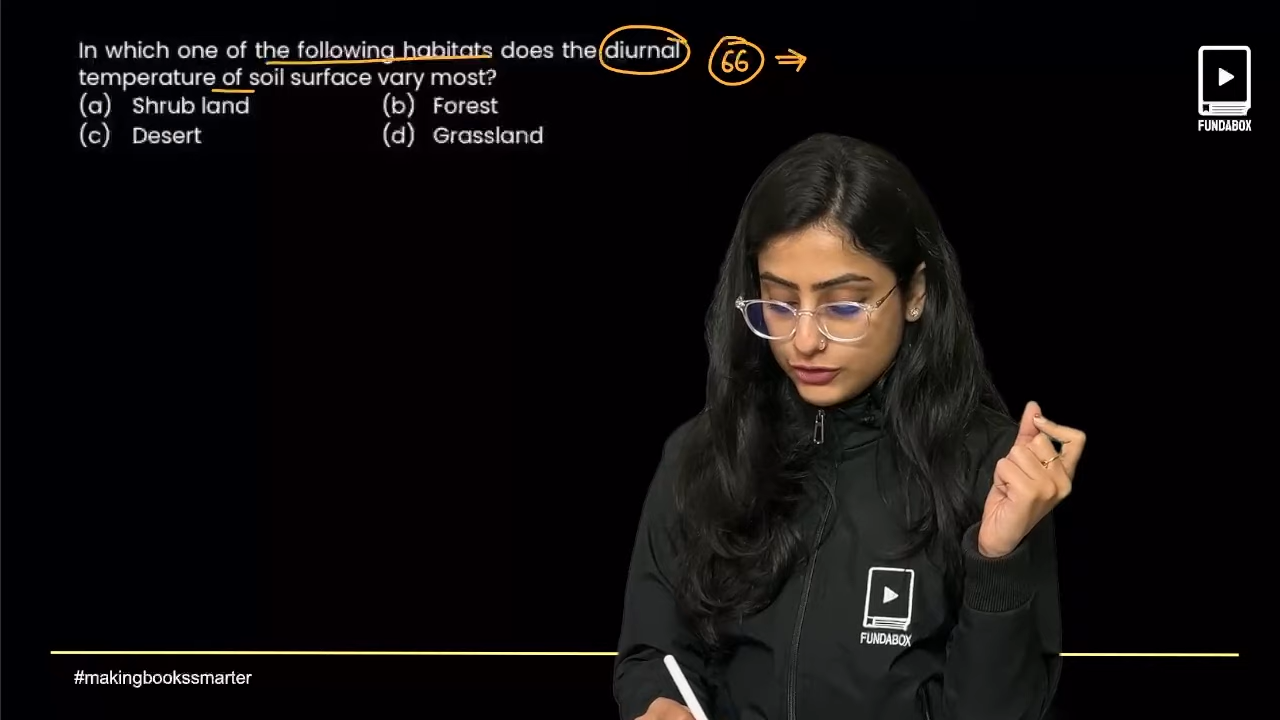 In which one of the following habitats does the diurnal 66 ⇒
temperature of soil surface vary most?
(a) Shrub land (b) Forest
(c) Desert (d) Grassland
FUNDABOX
FUNDABOX
#makingbookssmarter